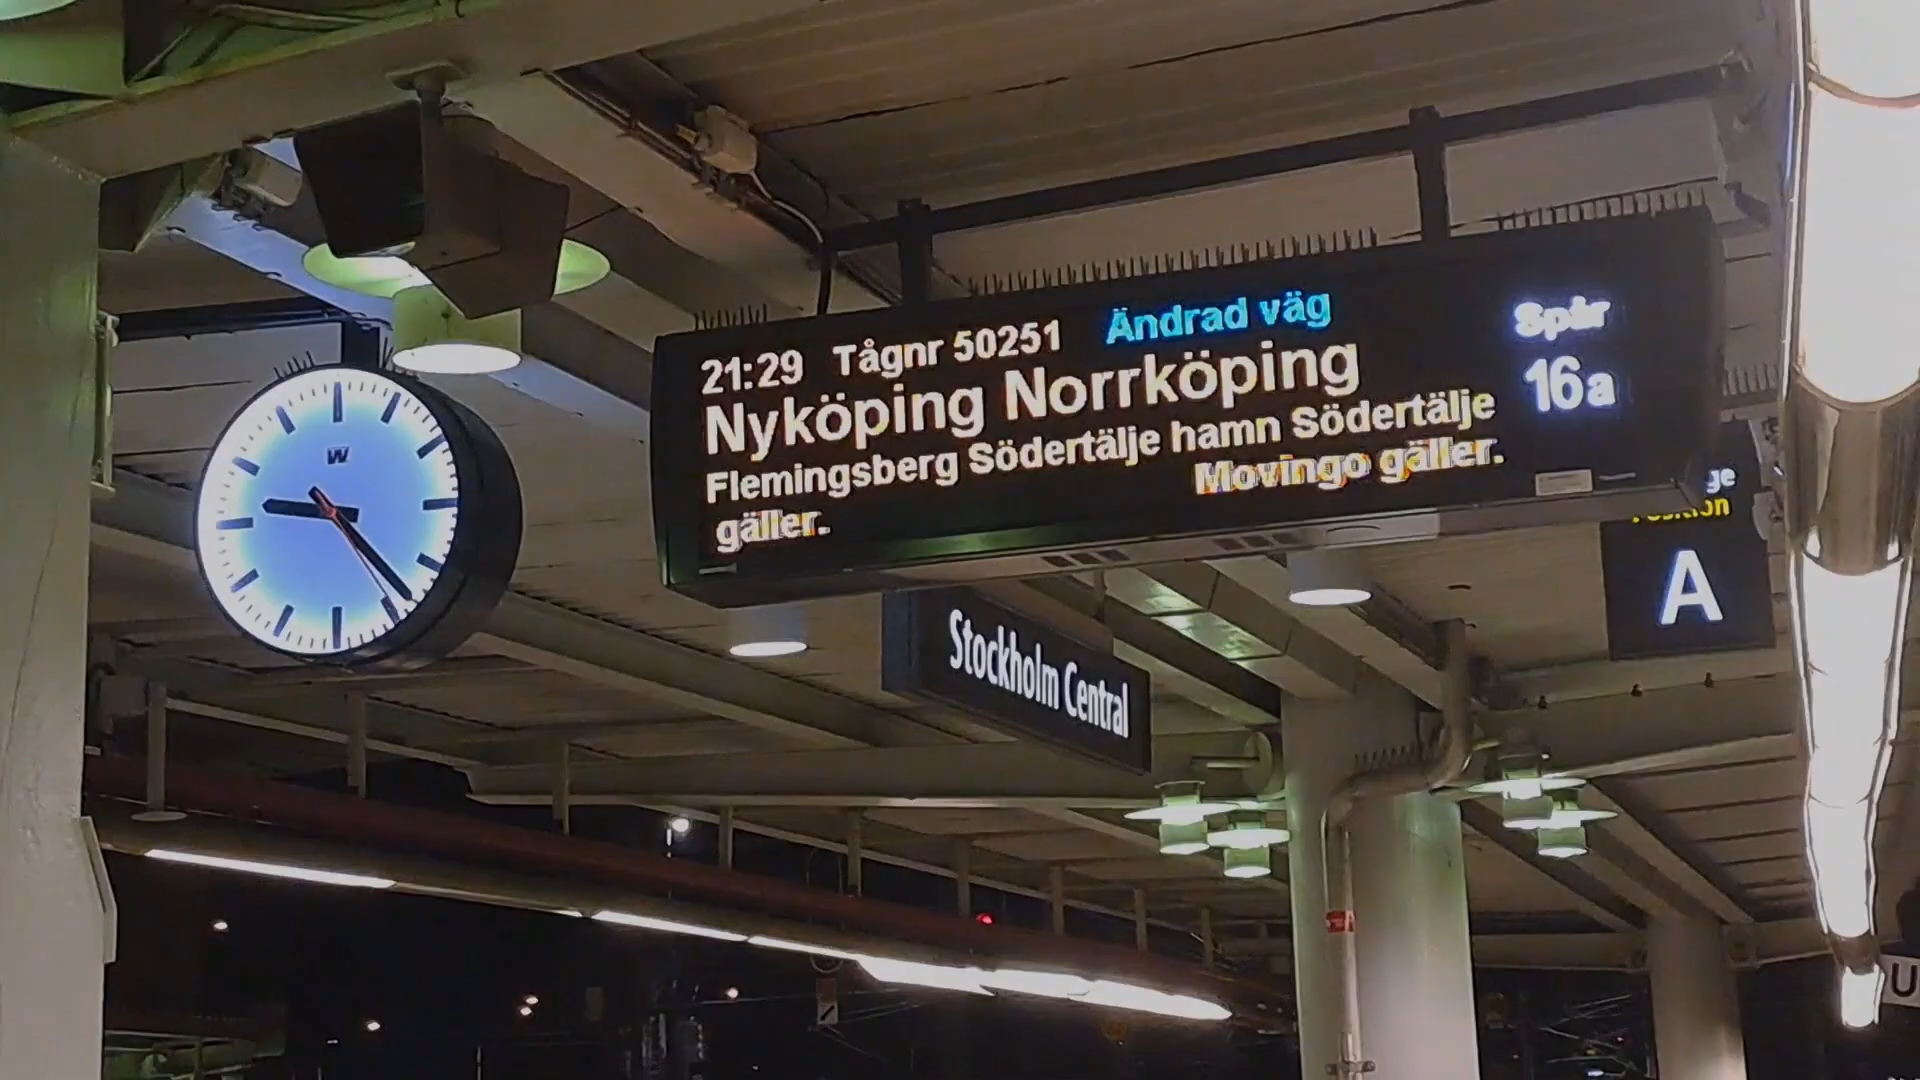 21:29 Tågnr 50251 Ändrad väg
Spår
16a
Nyköping Norrköping
Flemingsberg Södertälje hamn Södertälje
gäller. Movingo gäller.
Stockholm Central
A
W
U